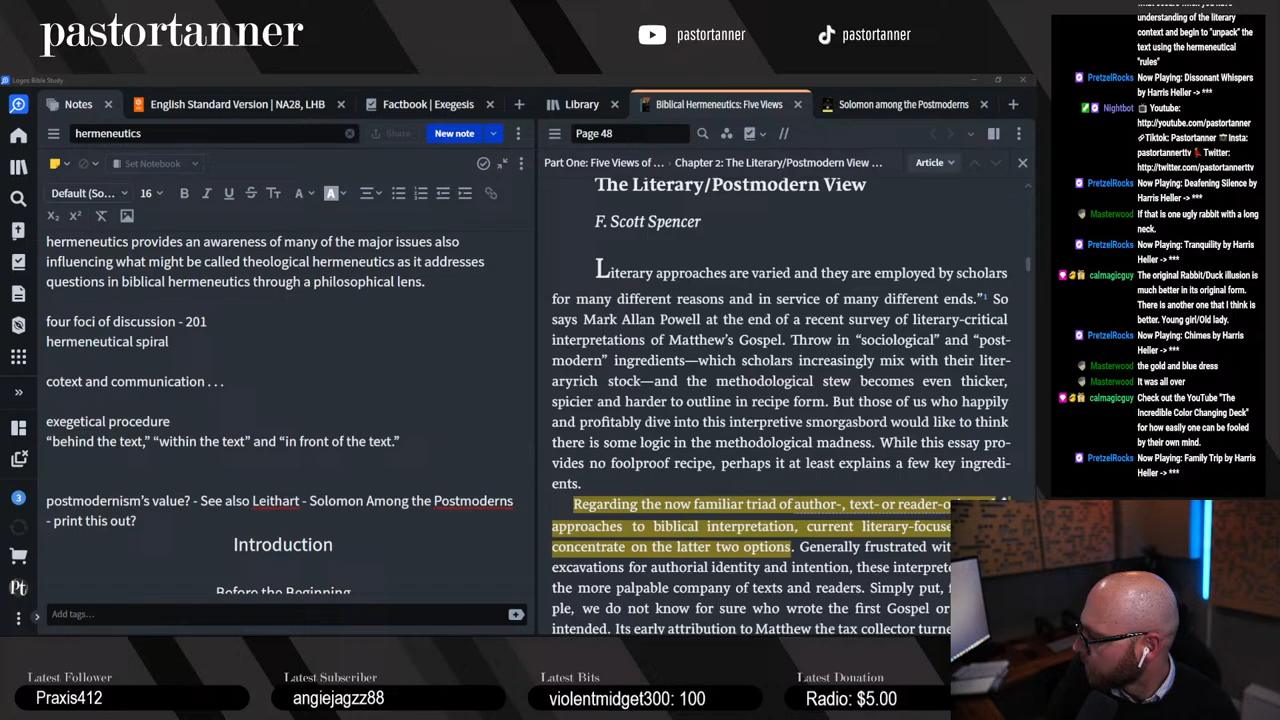 pastortanner
pastortanner
pastortanner
Logos Bible Study
Notes
English Standard Version | NA28, LHB
Factbook | Exegesis
Library
Biblical Hermeneutics: Five Views
Solomon among the Postmoderns
hermeneutics
Share
New note
Page 48
Set Notebook
Part One: Five Views of ... > Chapter 2: The Literary/Postmodern View ...
Article
Default (So...
16
hermeneutics provides an awareness of many of the major issues also
influencing what might be called theological hermeneutics as it addresses
questions in biblical hermeneutics through a philosophical lens.
four foci of discussion - 201
hermeneutical spiral
cotext and communication . . .
exegetical procedure
“behind the text,” “within the text” and “in front of the text.”
postmodernism’s value? - See also Leithart - Solomon Among the Postmoderns
- print this out?
Introduction
Before the Beginning
Add tags...
3
Pt
The Literary/Postmodern View
F. Scott Spencer
Literary approaches are varied and they are employed by scholars
for many different reasons and in service of many different ends.”1 So
says Mark Allan Powell at the end of a recent survey of literary-critical
interpretations of Matthew’s Gospel. Throw in “sociological” and “post-
modern” ingredients—which scholars increasingly mix with their liter-
aryrich stock—and the methodological stew becomes even thicker,
spicier and harder to outline in recipe form. But those of us who happily
and profitably dive into this interpretive smorgasbord would like to think
there is some logic in the methodological madness. While this essay pro-
vides no foolproof recipe, perhaps it at least explains a few key ingredi-
ents.
Regarding the now familiar triad of author-, text- or reader-o
approaches to biblical interpretation, current literary-focuse
concentrate on the latter two options. Generally frustrated wit
excavations for authorial identity and intention, these interpret
the more palpable company of texts and readers. Simply put, f
ple, we do not know for sure who wrote the first Gospel or
intended. Its early attribution to Matthew the tax collector turne
understanding of the literary
context and begin to "unpack" the
text using the hermeneutical
"rules"
PretzelRocks Now Playing: Dissonant Whispers
by Harris Heller -> ***
Nightbot Youtube:
http://youtube.com/pastortanner
Tiktok: Pastortanner Insta:
pastortannerttv Twitter:
http://twitter.com/pastortannerttv
PretzelRocks Now Playing: Deafening Silence by
Harris Heller -> ***
Masterwood If that is one ugly rabbit with a long
neck.
PretzelRocks Now Playing: Tranquility by Harris
Heller -> ***
calmagicguy The original Rabbit/Duck illusion is
much better in its original form.
There is another one that I think is
better. Young girl/Old lady.
PretzelRocks Now Playing: Chimes by Harris
Heller -> ***
Masterwood the gold and blue dress
Masterwood It was all over
calmagicguy Check out the YouTube "The
Incredible Color Changing Deck"
for how easily one can be fooled
by their own mind.
PretzelRocks Now Playing: Family Trip by Harris
Heller -> ***
Latest Follower
Praxis412
Latest Subscriber
angiejagzz88
Latest Bits
violentmidget300: 100
Latest Donation
Radio: $5.00